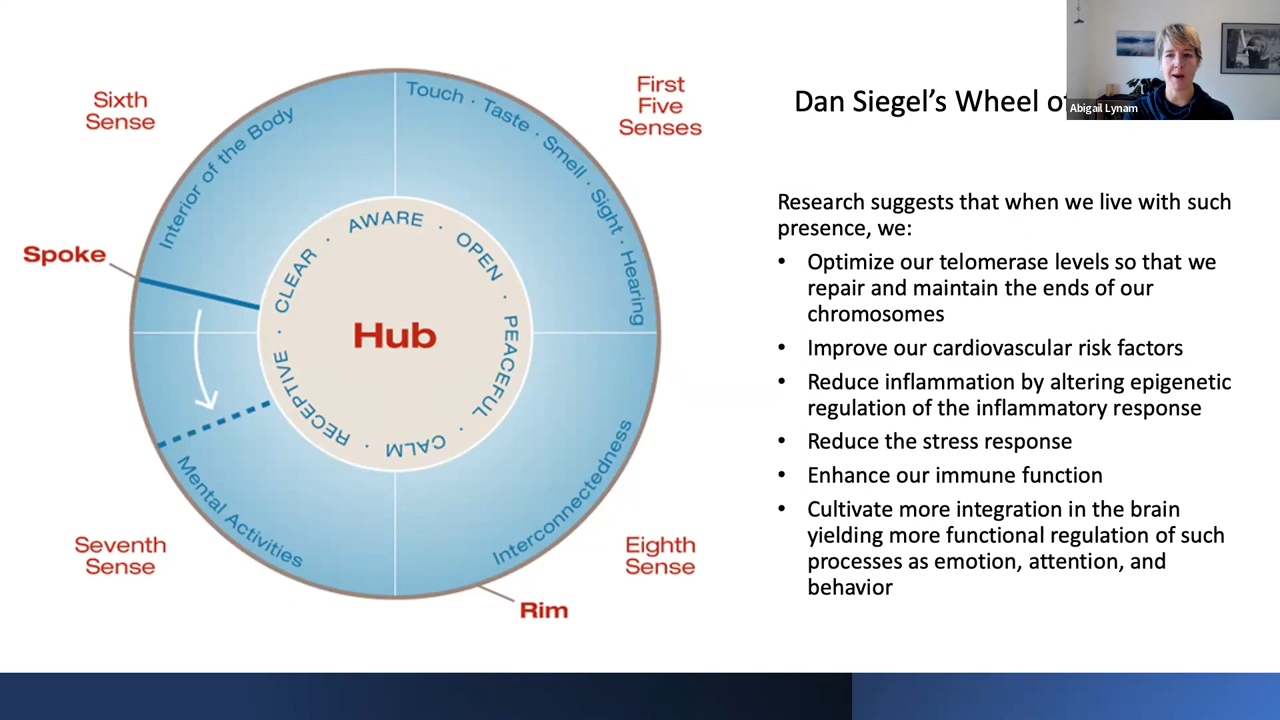 Dan Siegel's Wheel
Abigail Lynam
Sixth
Sense
First
Five
Senses
Interior of the Body
Touch · Taste · Smell · Sight · Hearing
Spoke
CLEAR · AWARE · OPEN · PEACEFUL · CALM · RECEPTIVE ·
Hub
Mental Activities
Interconnectedness
Seventh
Sense
Eighth
Sense
Rim
Research suggests that when we live with such
presence, we:
• Optimize our telomerase levels so that we
repair and maintain the ends of our
chromosomes
• Improve our cardiovascular risk factors
• Reduce inflammation by altering epigenetic
regulation of the inflammatory response
• Reduce the stress response
• Enhance our immune function
• Cultivate more integration in the brain
yielding more functional regulation of such
processes as emotion, attention, and
behavior